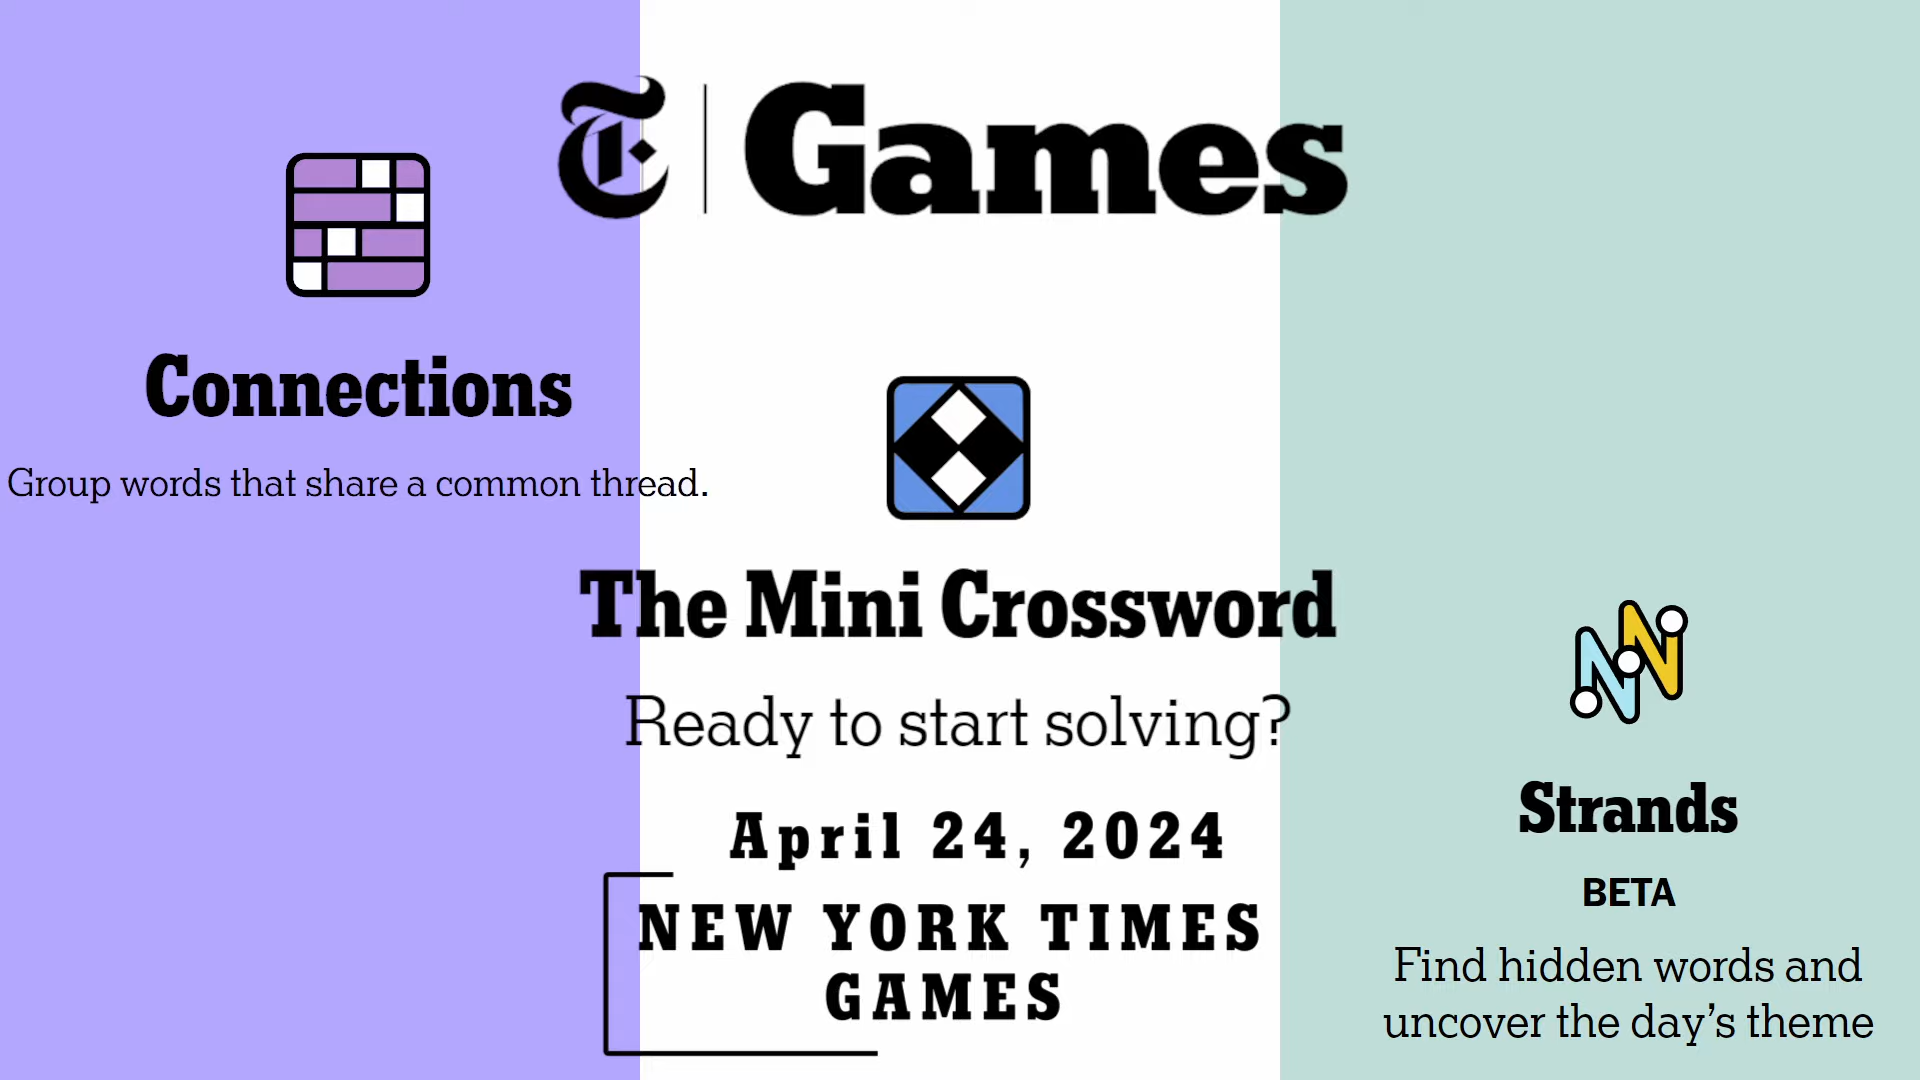 T | Games
Connections
Group words that share a common thread.
The Mini Crossword
Ready to start solving?
April 24, 2024
NEW YORK TIMES
GAMES
Strands
BETA
Find hidden words and
uncover the day’s theme